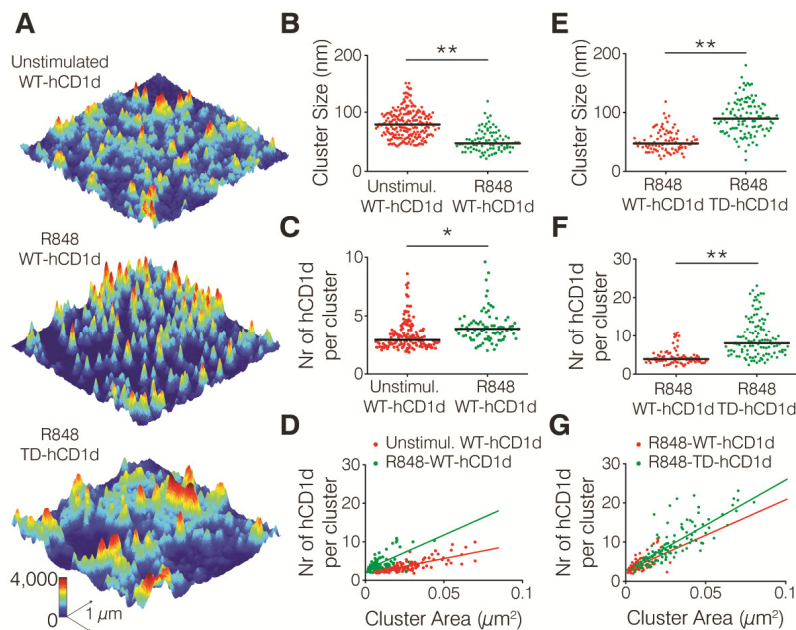 A
Unstimulated
WT-hCD1d
R848
WT-hCD1d
R848
TD-hCD1d
4,000
0
1 µm
B
Cluster Size (nm)
200
100
0
**
Unstimul.
WT-hCD1d
R848
WT-hCD1d
C
Nr of hCD1d
per cluster
10
5
0
*
Unstimul.
WT-hCD1d
R848
WT-hCD1d
D
Unstimul. WT-hCD1d
R848-WT-hCD1d
Nr of hCD1d
per cluster
30
20
10
0
0
0.05
0.1
Cluster Area (µm²)
E
Cluster Size (nm)
200
100
0
**
R848
WT-hCD1d
R848
TD-hCD1d
F
Nr of hCD1d
per cluster
30
20
10
0
**
R848
WT-hCD1d
R848
TD-hCD1d
G
R848-WT-hCD1d
R848-TD-hCD1d
Nr of hCD1d
per cluster
30
20
10
0
0
0.05
0.1
Cluster Area (µm²)